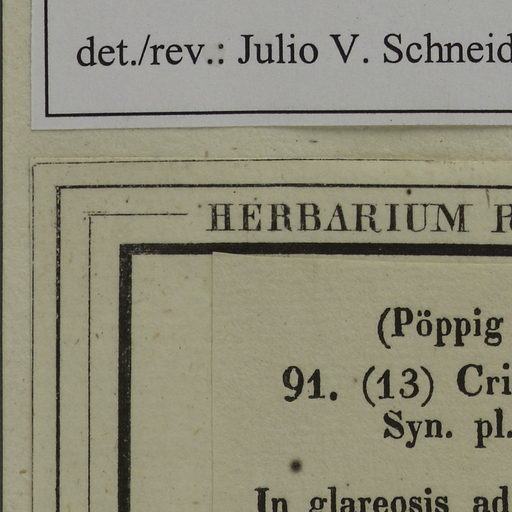 det./rev.: Julio V. Schneid
HERBARIUM
(Pöppig
91. (13) Cri
Syn. pl.
In glareosis ad